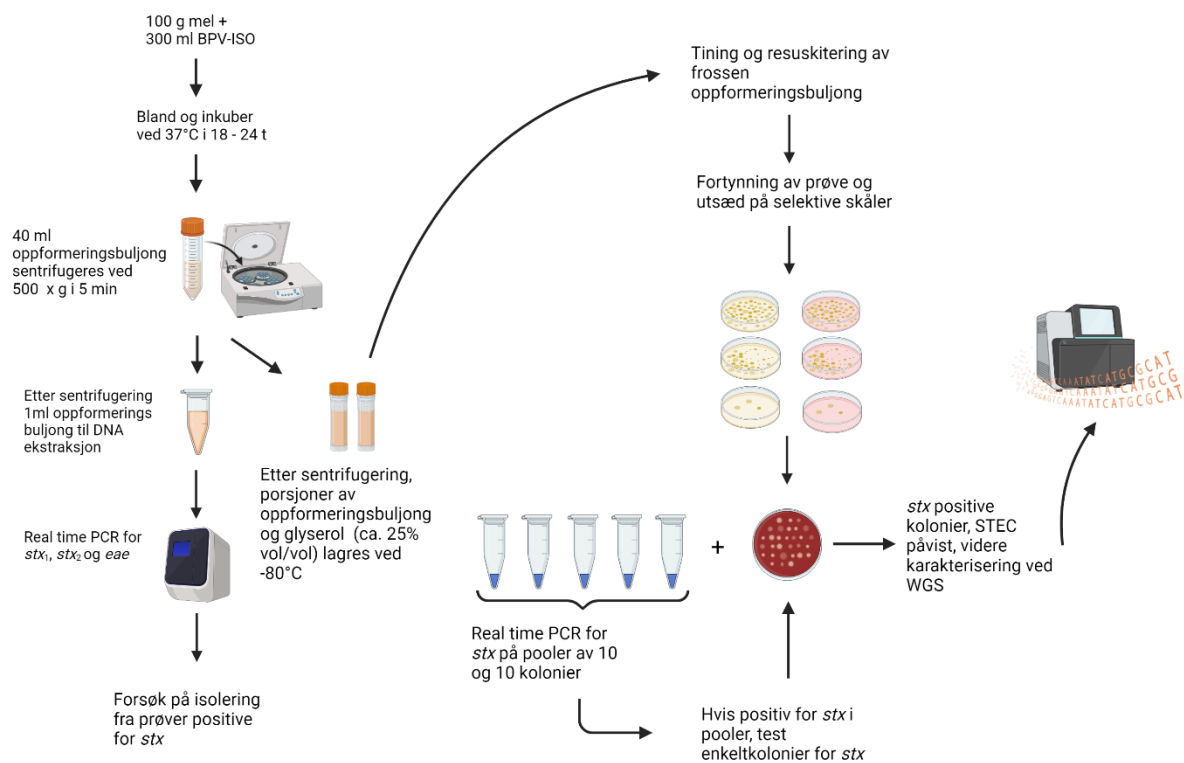 100 g mel +
300 ml BPV-ISO
Bland og inkuber
ved 37°C i 18 - 24 t
40 ml
oppformeringsbuljong
sentrifugeres ved
500 x g i 5 min
Etter sentrifugering
1ml oppformerings
buljong til DNA
ekstraksjon
Etter sentrifugering,
porsjoner av
oppformeringsbuljong
og glyserol (ca. 25%
vol/vol) lagres ved
-80°C
Real time PCR for
stx₁, stx₂ og eae
Forsøk på isolering
fra prøver positive
for stx
Tining og resuskitering av
frossen
oppformeringsbuljong
Fortynning av prøve og
utsæd på selektive skåler
+
Real time PCR for
stx på pooler av 10
og 10 kolonier
Hvis positiv for stx i
pooler, test
enkeltkolonier for stx
stx positive
kolonier, STEC
påvist, videre
karakterisering ved
WGS
AAATATCATGCGCAT
CAAATATCATGCG
CAAATATCATGCGCAT